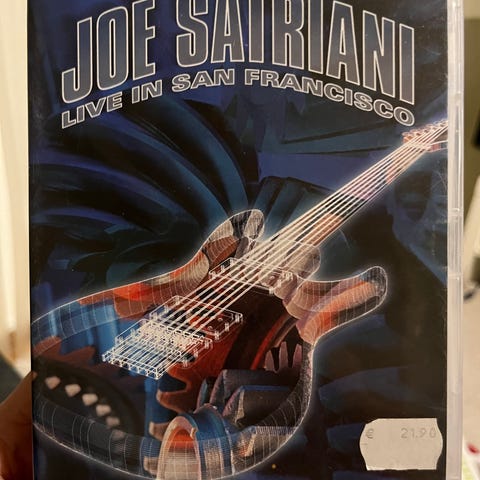 JOE SATRIANI
LIVE IN SAN FRANCISCO
€ 21.90